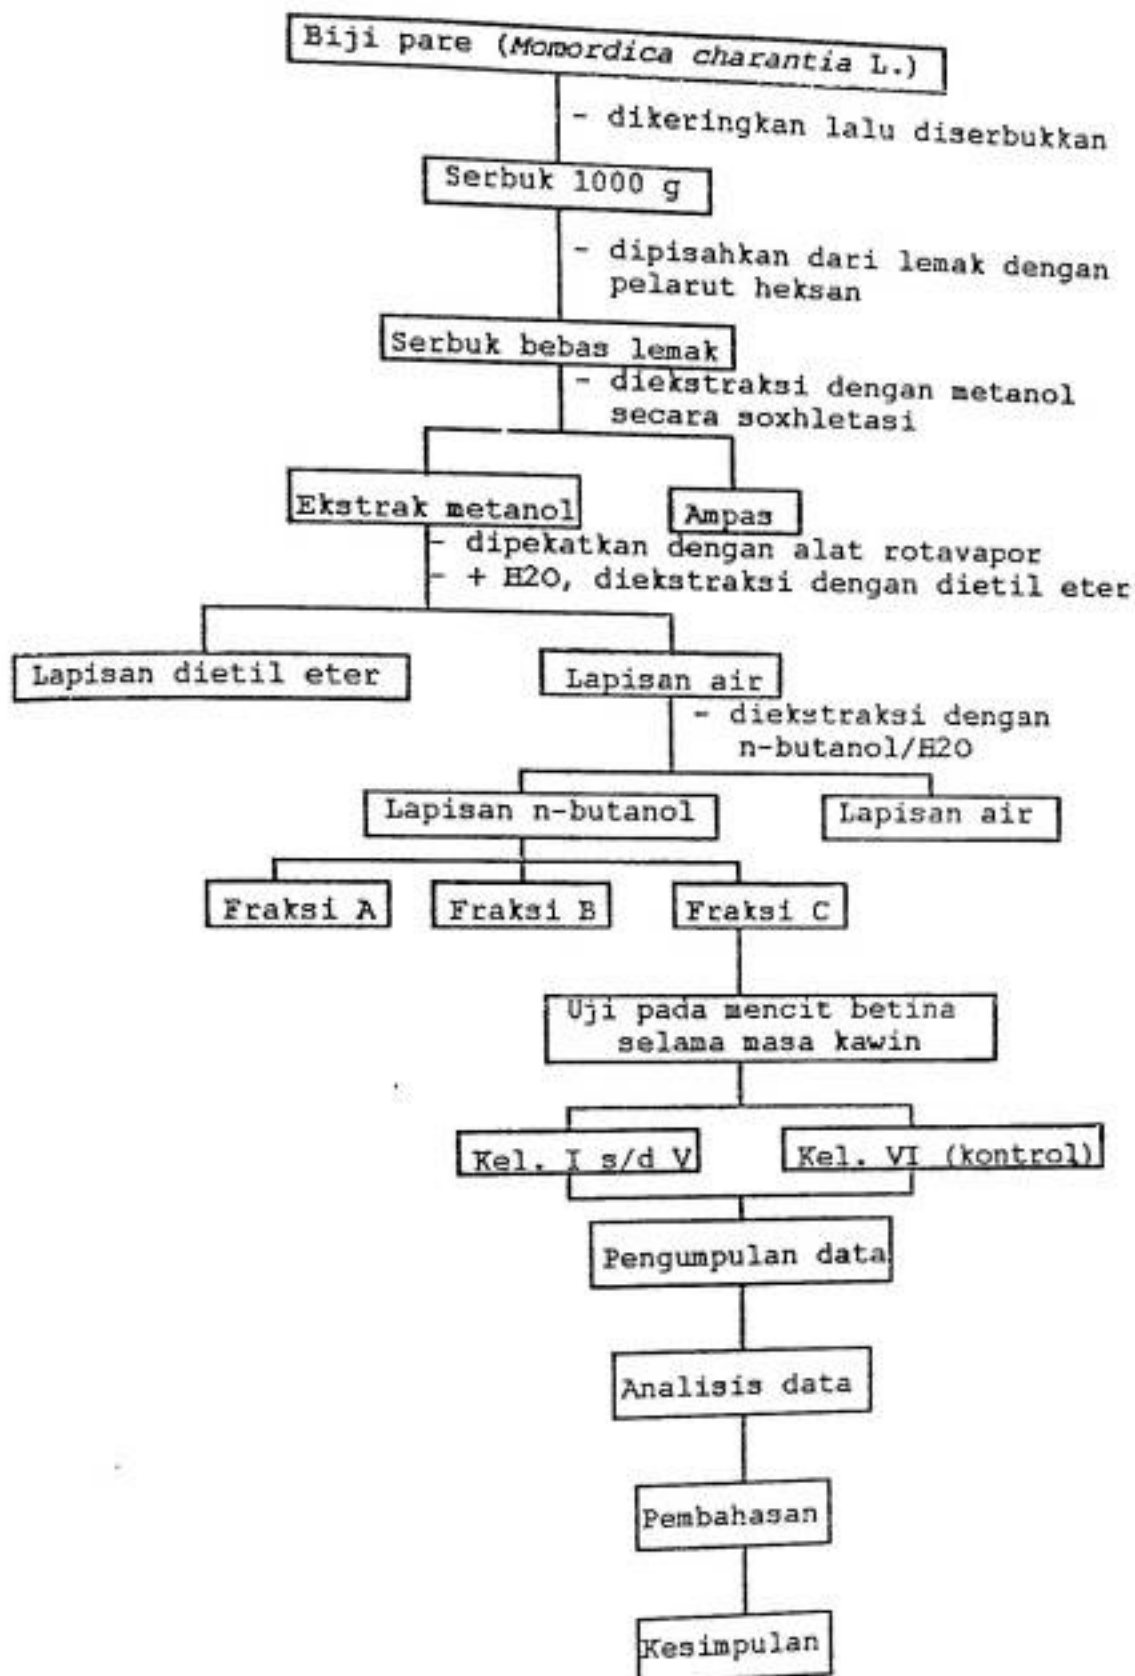 Biji pare (Momordica charantia L.)
- dikeringkan lalu diserbukkan
Serbuk 1000 g
- dipisahkan dari lemak dengan
pelarut heksan
Serbuk bebas lemak
- diekstraksi dengan metanol
secara soxhletasi
Ekstrak metanol
Ampas
- dipekatkan dengan alat rotavapor
- + H2O, diekstraksi dengan dietil eter
Lapisan dietil eter
Lapisan air
- diekstraksi dengan
n-butanol/H2O
Lapisan n-butanol
Lapisan air
Fraksi A
Fraksi B
Fraksi C
Uji pada mencit betina
selama masa kawin
Kel. I s/d V
Kel. VI (kontrol)
Pengumpulan data
Analisis data
Pembahasan
Kesimpulan